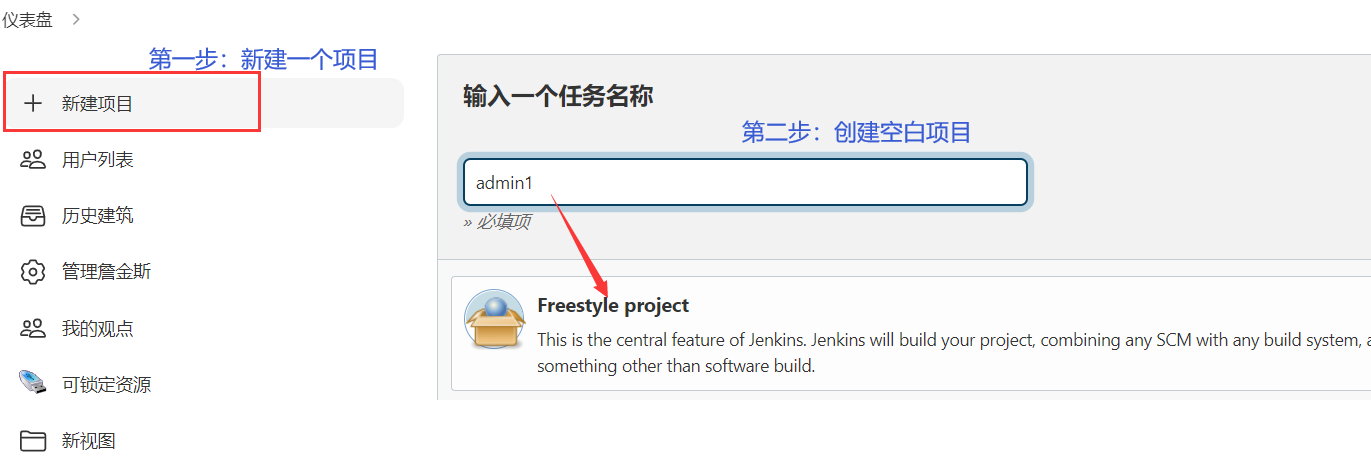 仪表盘
第一步：新建一个项目
新建项目
用户列表
历史建筑
管理詹金斯
我的观点
可锁定资源
新视图
输入一个任务名称
第二步：创建空白项目
admin1
» 必填项
Freestyle project
This is the central feature of Jenkins. Jenkins will build your project, combining any SCM with any build system, a
something other than software build.